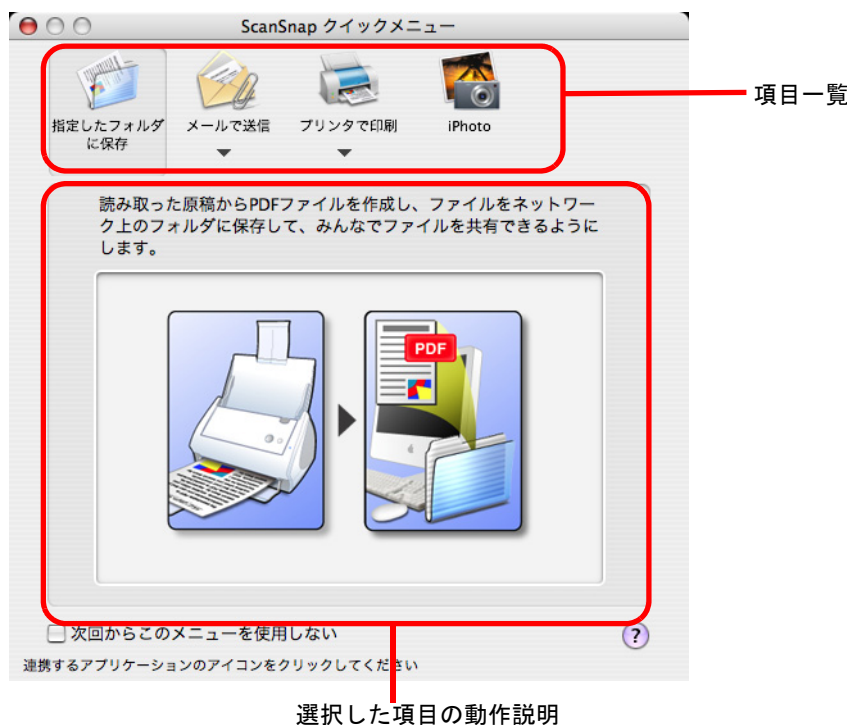 ScanSnap クイックメニュー
指定したフォルダ
に保存
メールで送信
プリンタで印刷
iPhoto
項目一覧
読み取った原稿からPDFファイルを作成し、ファイルをネットワー
ク上のフォルダに保存して、みんなでファイルを共有できるように
します。
PDF
次回からこのメニューを使用しない
?
連携するアプリケーションのアイコンをクリックしてください
選択した項目の動作説明